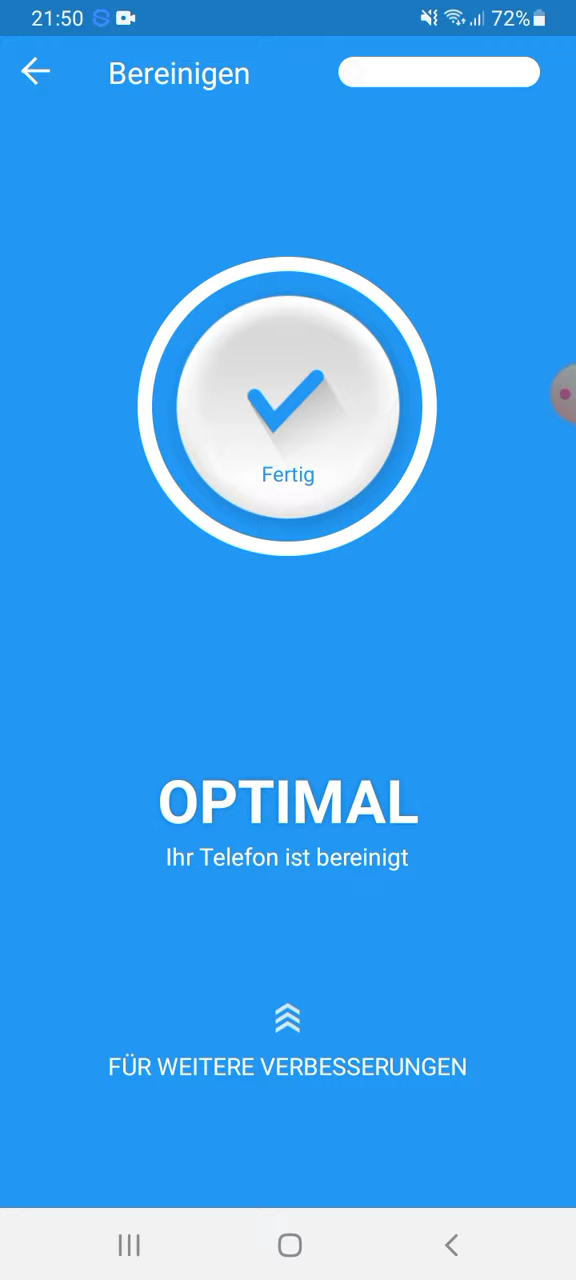 21:50
72%
Bereinigen
Fertig
OPTIMAL
Ihr Telefon ist bereinigt
FÜR WEITERE VERBESSERUNGEN